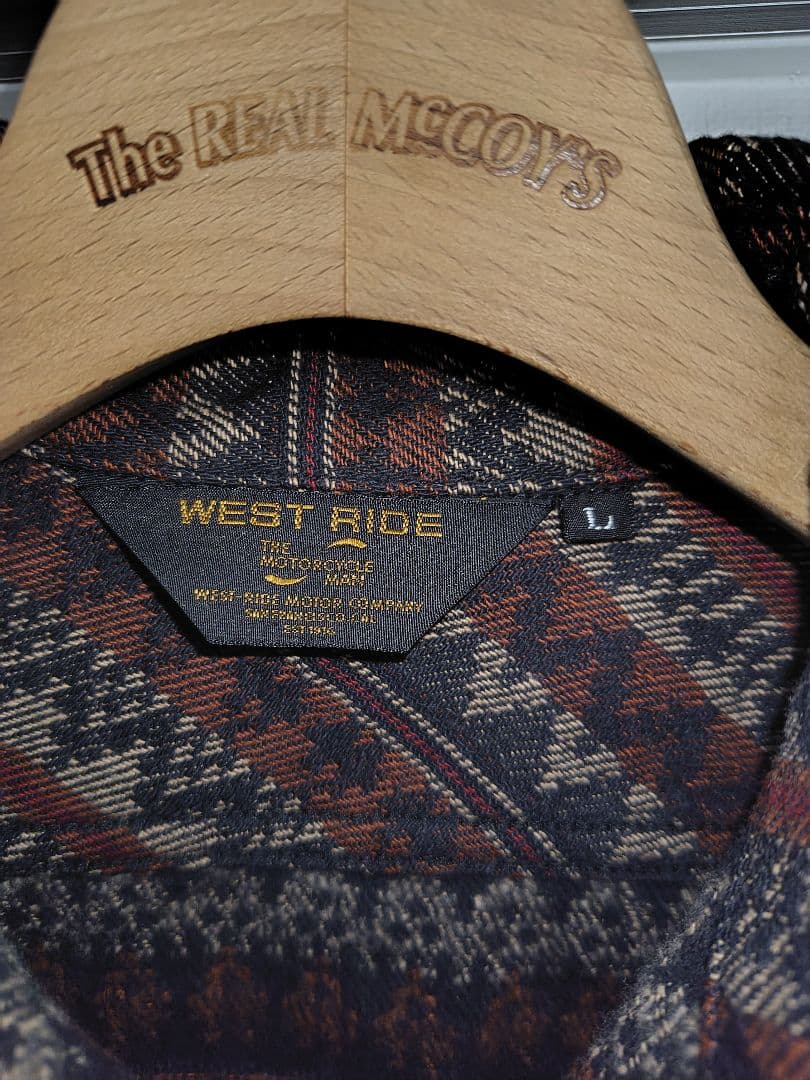 The REAL McCOY'S
WEST RIDE
L
THE
MOTORCYCLE
MAN
WEST-RIDE MOTOR COMPANY